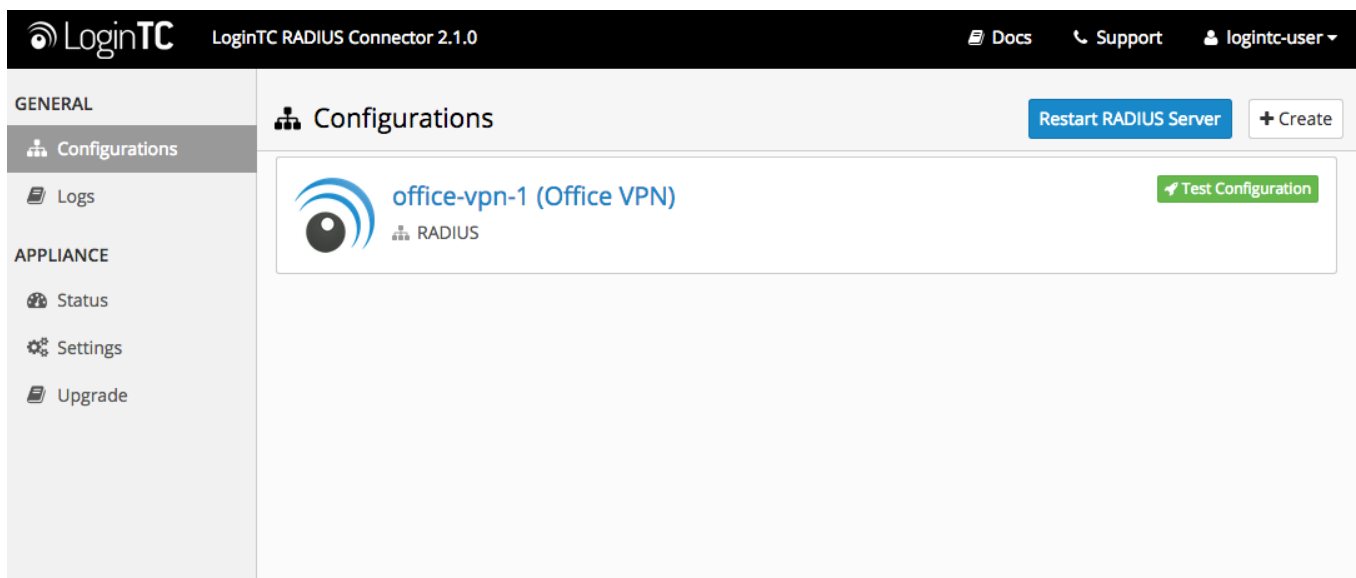 LoginTC LoginTC RADIUS Connector 2.1.0 Docs Support logintc-user
GENERAL
Configurations
Logs
APPLIANCE
Status
Settings
Upgrade
Configurations Restart RADIUS Server + Create
office-vpn-1 (Office VPN) Test Configuration
RADIUS